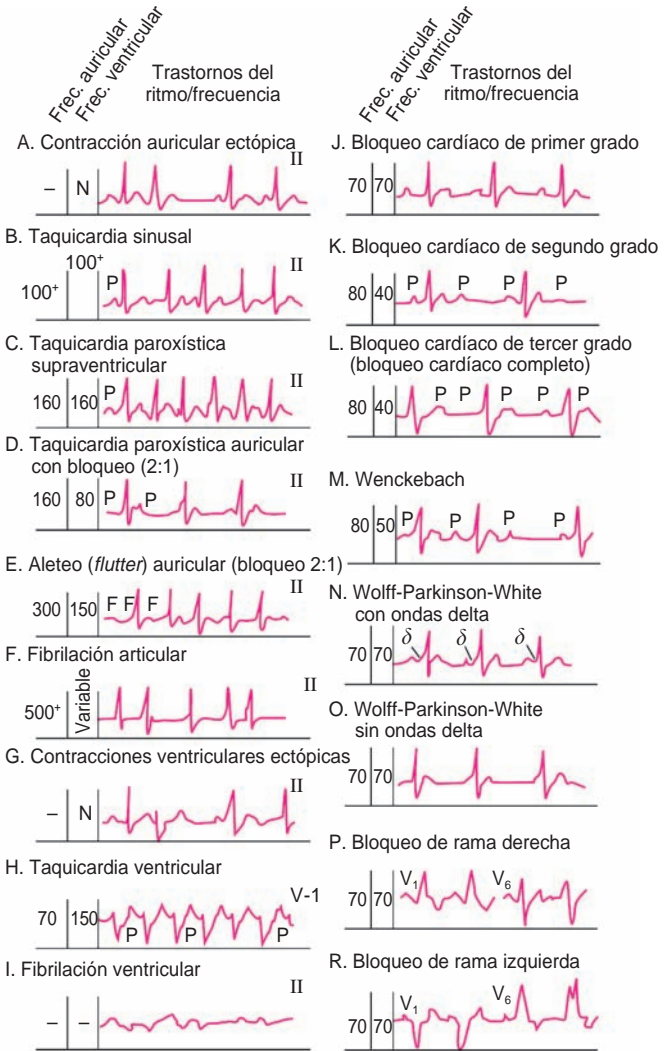 Frec. auricular
Frec. ventricular
Trastornos del
ritmo/frecuencia
A. Contracción auricular ectópica
II
– N
B. Taquicardia sinusal
II
100+ 100+
P
C. Taquicardia paroxística
supraventricular
II
160 160 P
D. Taquicardia paroxística auricular
con bloqueo (2:1)
II
160 80 P P
E. Aleteo (flutter) auricular (bloqueo 2:1)
II
300 150 F F F
F. Fibrilación articular
II
500+ Variable
G. Contracciones ventriculares ectópicas
II
– N
H. Taquicardia ventricular
V-1
70 150 P P P
I. Fibrilación ventricular
II
– –
Frec. auricular
Frec. ventricular
Trastornos del
ritmo/frecuencia
J. Bloqueo cardíaco de primer grado
70 70
K. Bloqueo cardíaco de segundo grado
80 40 P P P P
L. Bloqueo cardíaco de tercer grado
(bloqueo cardíaco completo)
80 40 P P P P
M. Wenckebach
80 50 P P P P
N. Wolff-Parkinson-White
con ondas delta
70 70 δ δ δ
O. Wolff-Parkinson-White
sin ondas delta
70 70
P. Bloqueo de rama derecha
V1 V6
70 70
R. Bloqueo de rama izquierda
V1 V6
70 70